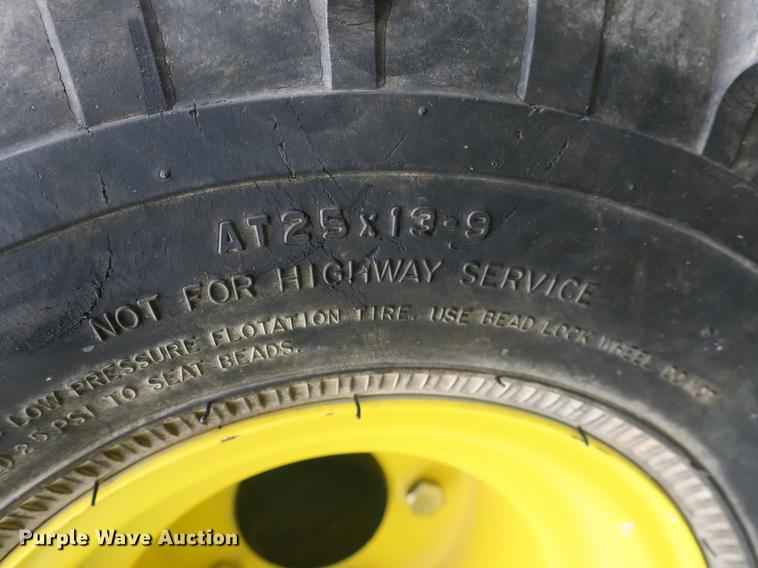 AT25x13-9
NOT FOR HIGHWAY SERVICE
LOW PRESSURE FLOTATION TIRE. USE BEAD LOCK WHEEL
25 PSI TO SEAT BEADS.
Purple Wave Auction